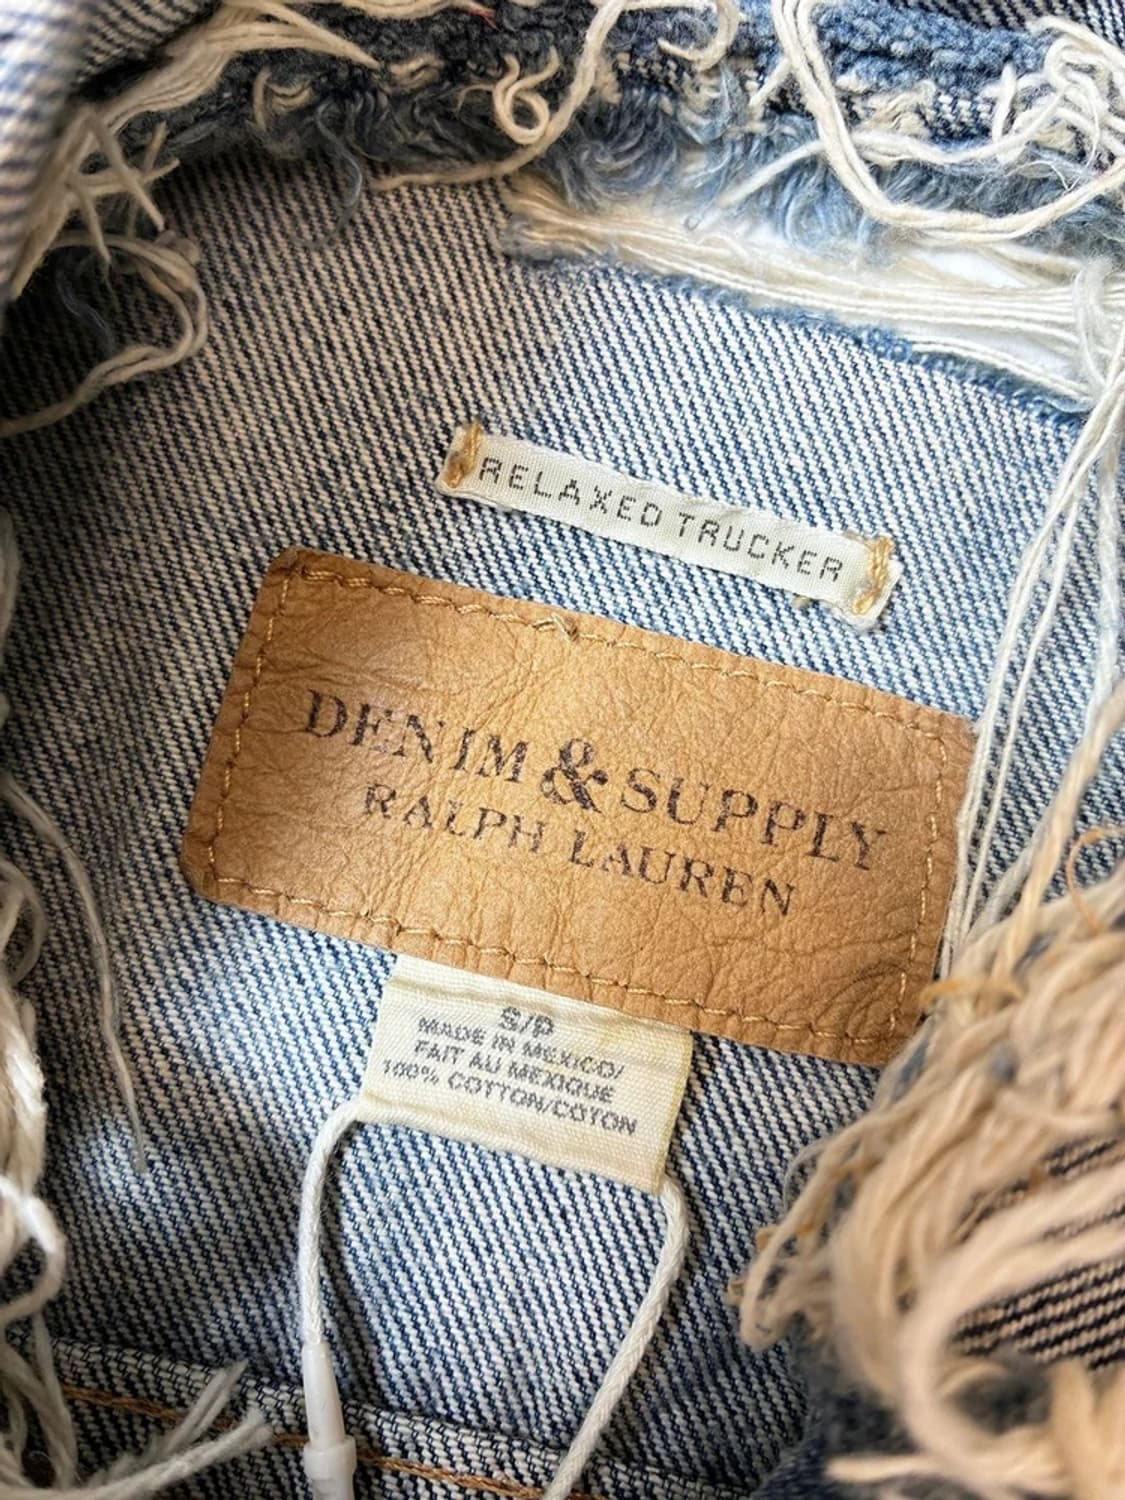 RELAXED TRUCKER
DENIM & SUPPLY
RALPH LAUREN
S/P
MADE IN MEXICO/
FAIT AU MEXIQUE
100% COTTON/COTON